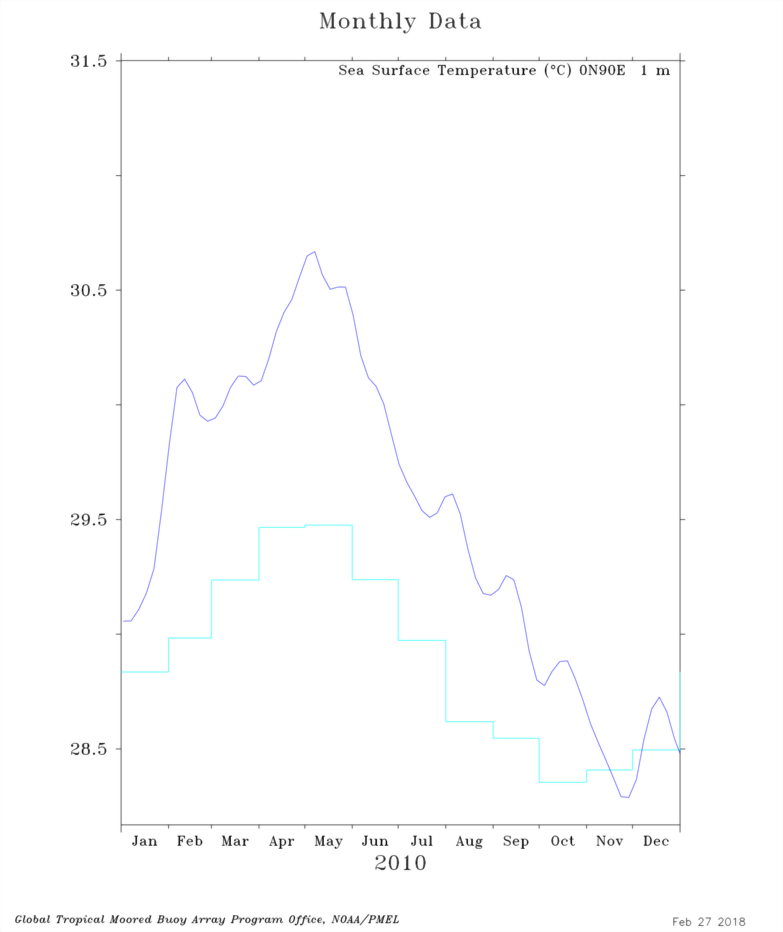 Monthly Data
31.5
Sea Surface Temperature (°C) 0N90E 1 m
30.5
29.5
28.5
Jan Feb Mar Apr May Jun Jul Aug Sep Oct Nov Dec
2010
Global Tropical Moored Buoy Array Program Office, NOAA/PMEL
Feb 27 2018